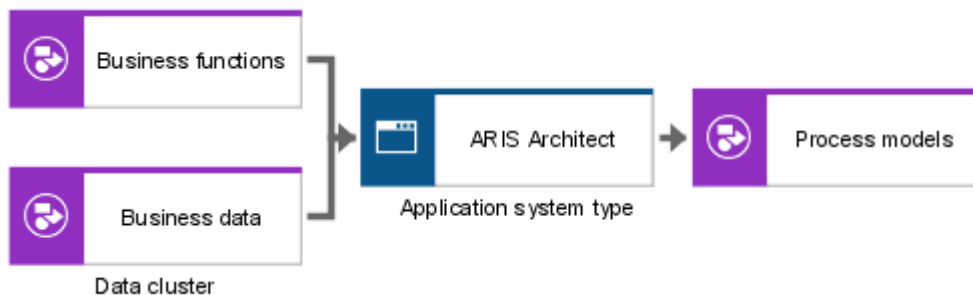 Business functions
ARIS Architect
Process models
Application system type
Business data
Data cluster